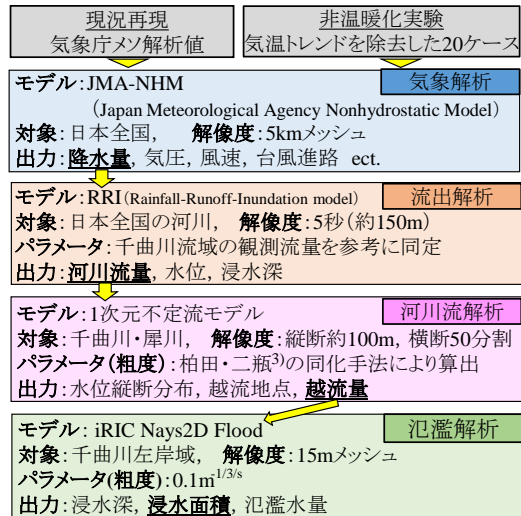 現況再現
気象庁メソ解析値
非温暖化実験
気温トレンドを除去した20ケース
モデル：JMA-NHM
気象解析
（Japan Meteorological Agency Nonhydrostatic Model）
対象：日本全国， 解像度：5kmメッシュ
出力：降水量，気圧，風速，台風進路 ect.
モデル：RRI（Rainfall-Runoff-Inundation model）
流出解析
対象：日本全国の河川， 解像度：5秒（約150m）
パラメータ：千曲川流域の観測流量を参考に同定
出力：河川流量，水位，浸水深
モデル：1次元不定流モデル
河川流解析
対象：千曲川・犀川， 解像度：縦断約100m，横断50分割
パラメータ(粗度)：柏田・二瓶3)の同化手法により算出
出力：水位縦断分布，越流地点，越流量
モデル：iRIC Nays2D Flood
氾濫解析
対象：千曲川左岸域， 解像度：15mメッシュ
パラメータ(粗度)：0.1m-1/3/s
出力：浸水深，浸水面積，氾濫水量